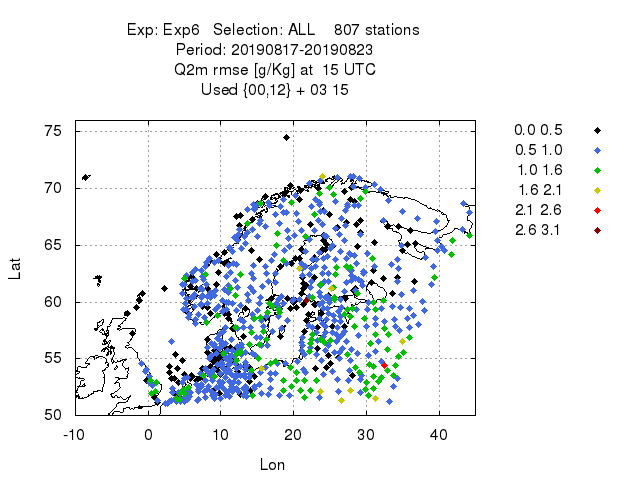 Exp: Exp6 Selection: ALL 807 stations
Period: 20190817-20190823
Q2m rmse [g/Kg] at 15 UTC
Used {00,12} + 03 15
75
70
65
60
55
50
Lat
-10 0 10 20 30 40
Lon
0.0 0.5
0.5 1.0
1.0 1.6
1.6 2.1
2.1 2.6
2.6 3.1